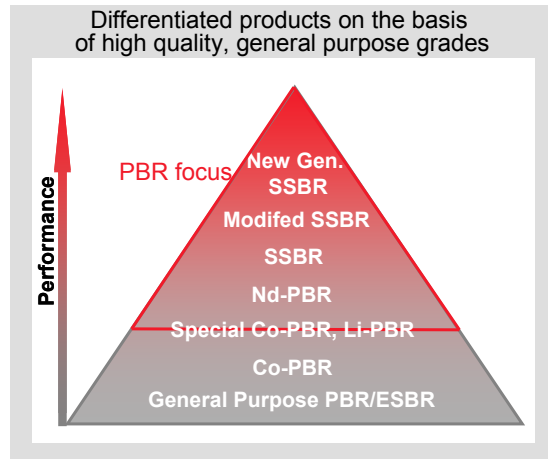 Differentiated products on the basis
of high quality, general purpose grades
Performance
PBR focus
New Gen.
SSBR
Modifed SSBR
SSBR
Nd-PBR
Special Co-PBR, Li-PBR
Co-PBR
General Purpose PBR/ESBR